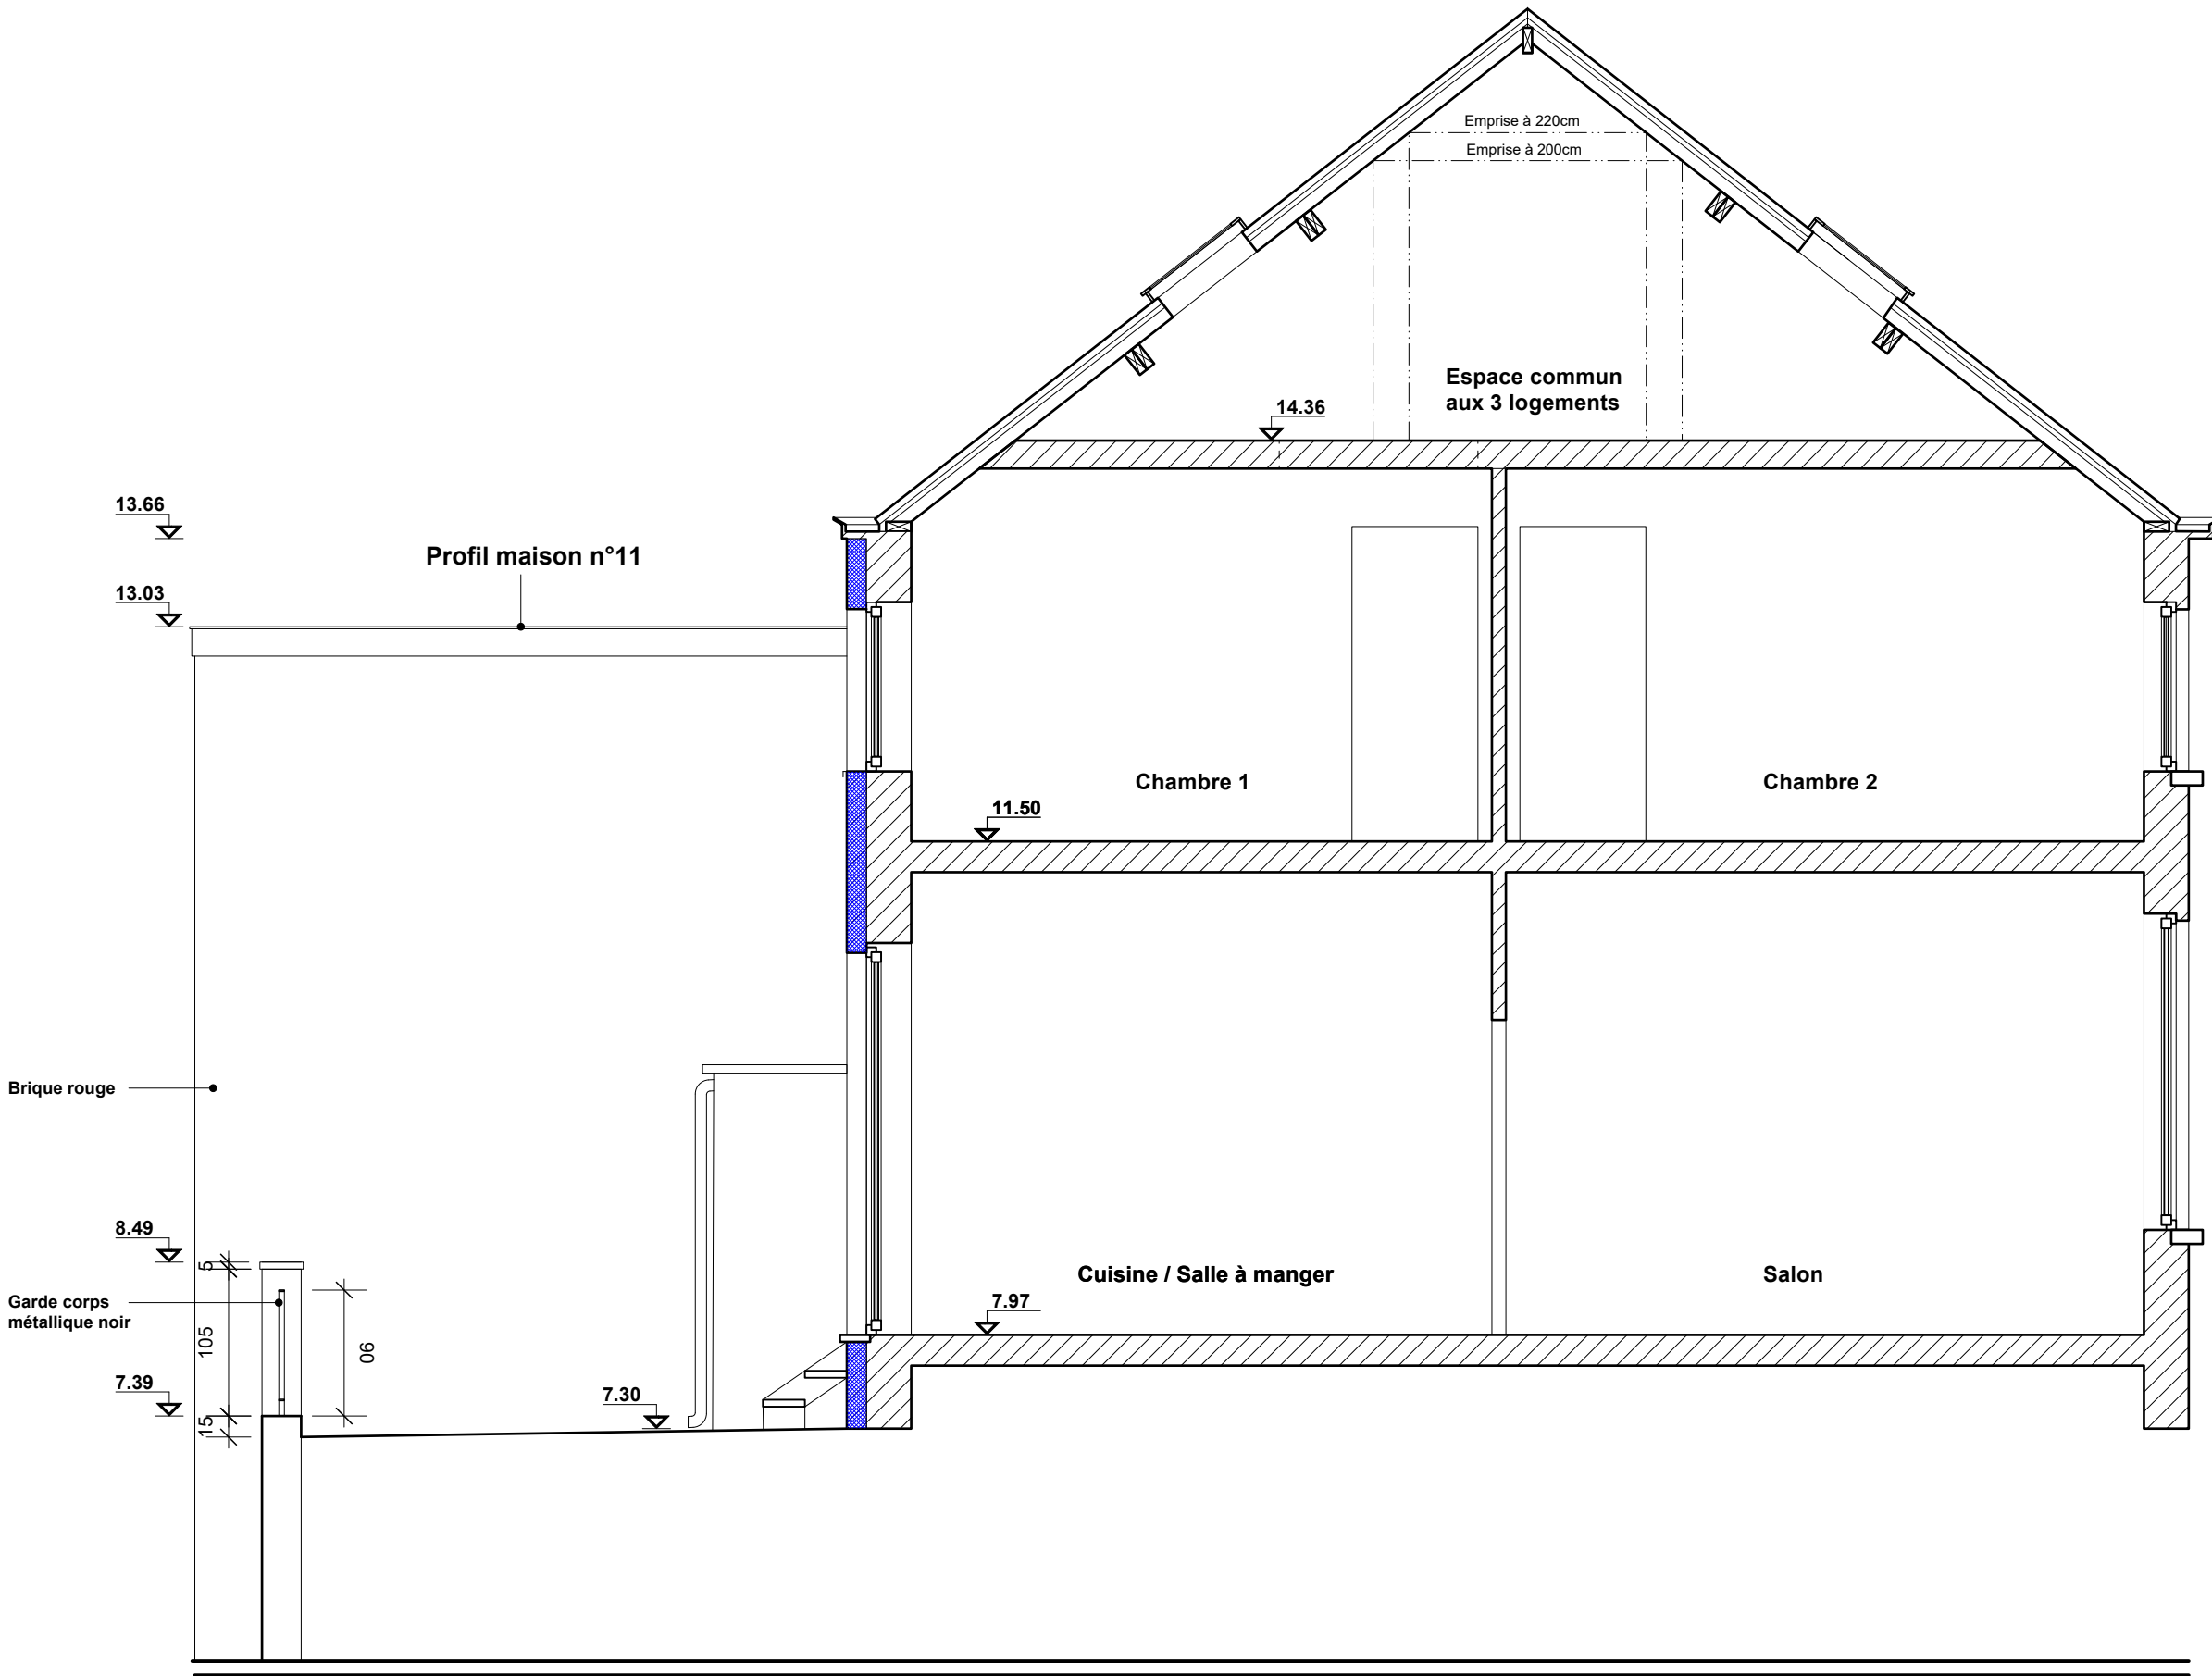 Emprise à 220cm
Emprise à 200cm
Espace commun
aux 3 logements
14.36
13.66
Profil maison n°11
13.03
Chambre 1
Chambre 2
11.50
Brique rouge
8.49
5
Cuisine / Salle à manger
Salon
Garde corps
métallique noir
7.97
105
90
7.39
7.30
15